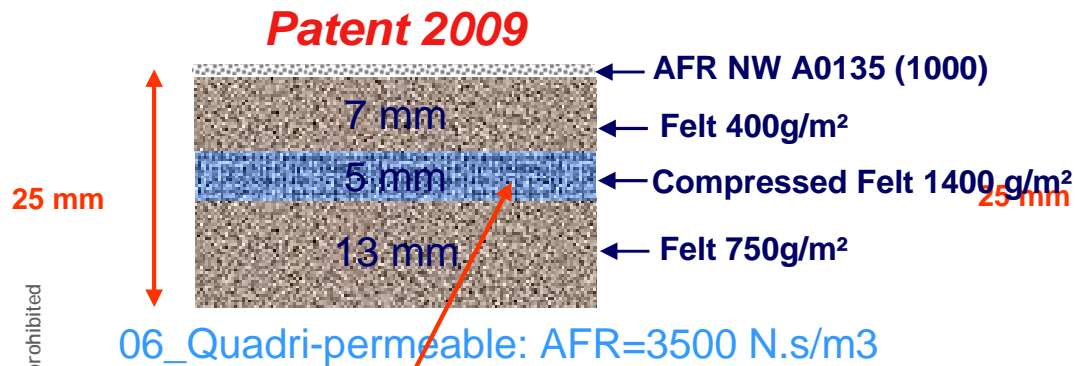 Patent 2009
AFR NW A0135 (1000)
7 mm
Felt 400g/m²
5 mm
Compressed Felt 1400 g/m²
25 mm
25 mm
13 mm
Felt 750g/m²
prohibited
06_Quadri-permeable: AFR=3500 N.s/m3